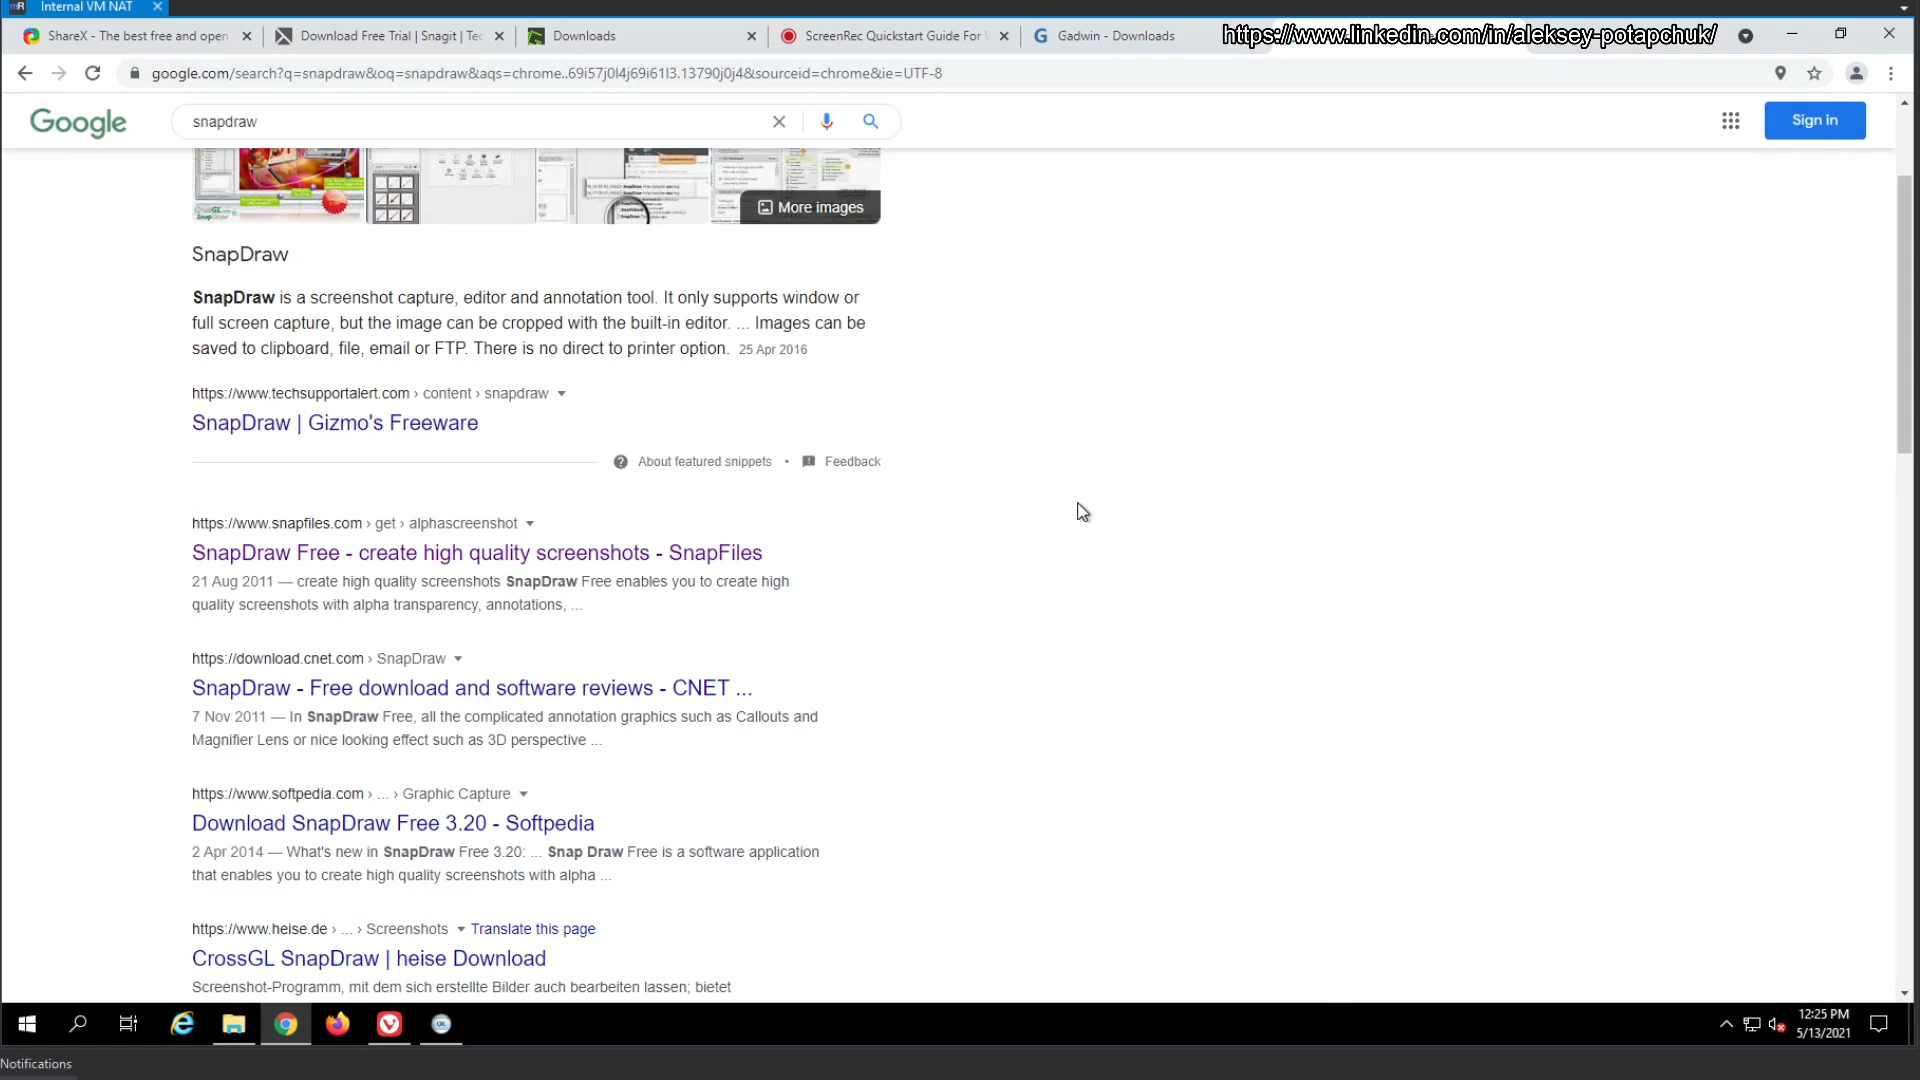 Internal VM NAT
ShareX - The best free and open
Download Free Trial | Snagit | Tec
Downloads
ScreenRec Quickstart Guide For W
Gadwin - Downloads
https://www.linkedin.com/in/aleksey-potapchuk/
google.com/search?q=snapdraw&oq=snapdraw&aqs=chrome..69i57j0l4j69i61l3.13790j0j4&sourceid=chrome&ie=UTF-8
Google
snapdraw
Sign in
More images
SnapDraw
SnapDraw is a screenshot capture, editor and annotation tool. It only supports window or
full screen capture, but the image can be cropped with the built-in editor. ... Images can be
saved to clipboard, file, email or FTP. There is no direct to printer option. 25 Apr 2016
https://www.techsupportalert.com › content › snapdraw
SnapDraw | Gizmo's Freeware
About featured snippets • Feedback
https://www.snapfiles.com › get › alphascreenshot
SnapDraw Free - create high quality screenshots - SnapFiles
21 Aug 2011 — create high quality screenshots SnapDraw Free enables you to create high
quality screenshots with alpha transparency, annotations, ...
https://download.cnet.com › SnapDraw
SnapDraw - Free download and software reviews - CNET ...
7 Nov 2011 — In SnapDraw Free, all the complicated annotation graphics such as Callouts and
Magnifier Lens or nice looking effect such as 3D perspective ...
https://www.softpedia.com › ... › Graphic Capture
Download SnapDraw Free 3.20 - Softpedia
2 Apr 2014 — What's new in SnapDraw Free 3.20: ... Snap Draw Free is a software application
that enables you to create high quality screenshots with alpha ...
https://www.heise.de › ... › Screenshots Translate this page
CrossGL SnapDraw | heise Download
Screenshot-Programm, mit dem sich erstellte Bilder auch bearbeiten lassen; bietet
12:25 PM
5/13/2021
Notifications